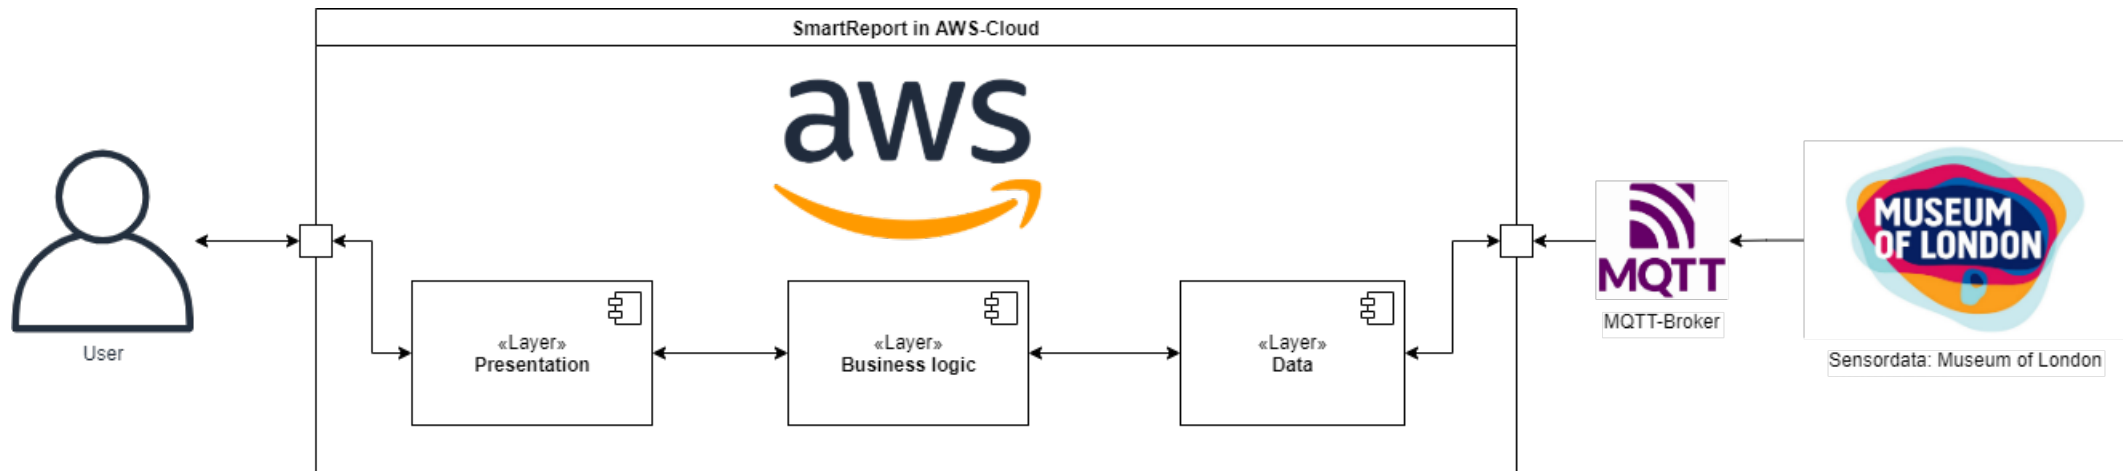 SmartReport in AWS-Cloud
aws
User
«Layer»
Presentation
«Layer»
Business logic
«Layer»
Data
MQTT
MQTT-Broker
MUSEUM
OF LONDON
Sensordata: Museum of London